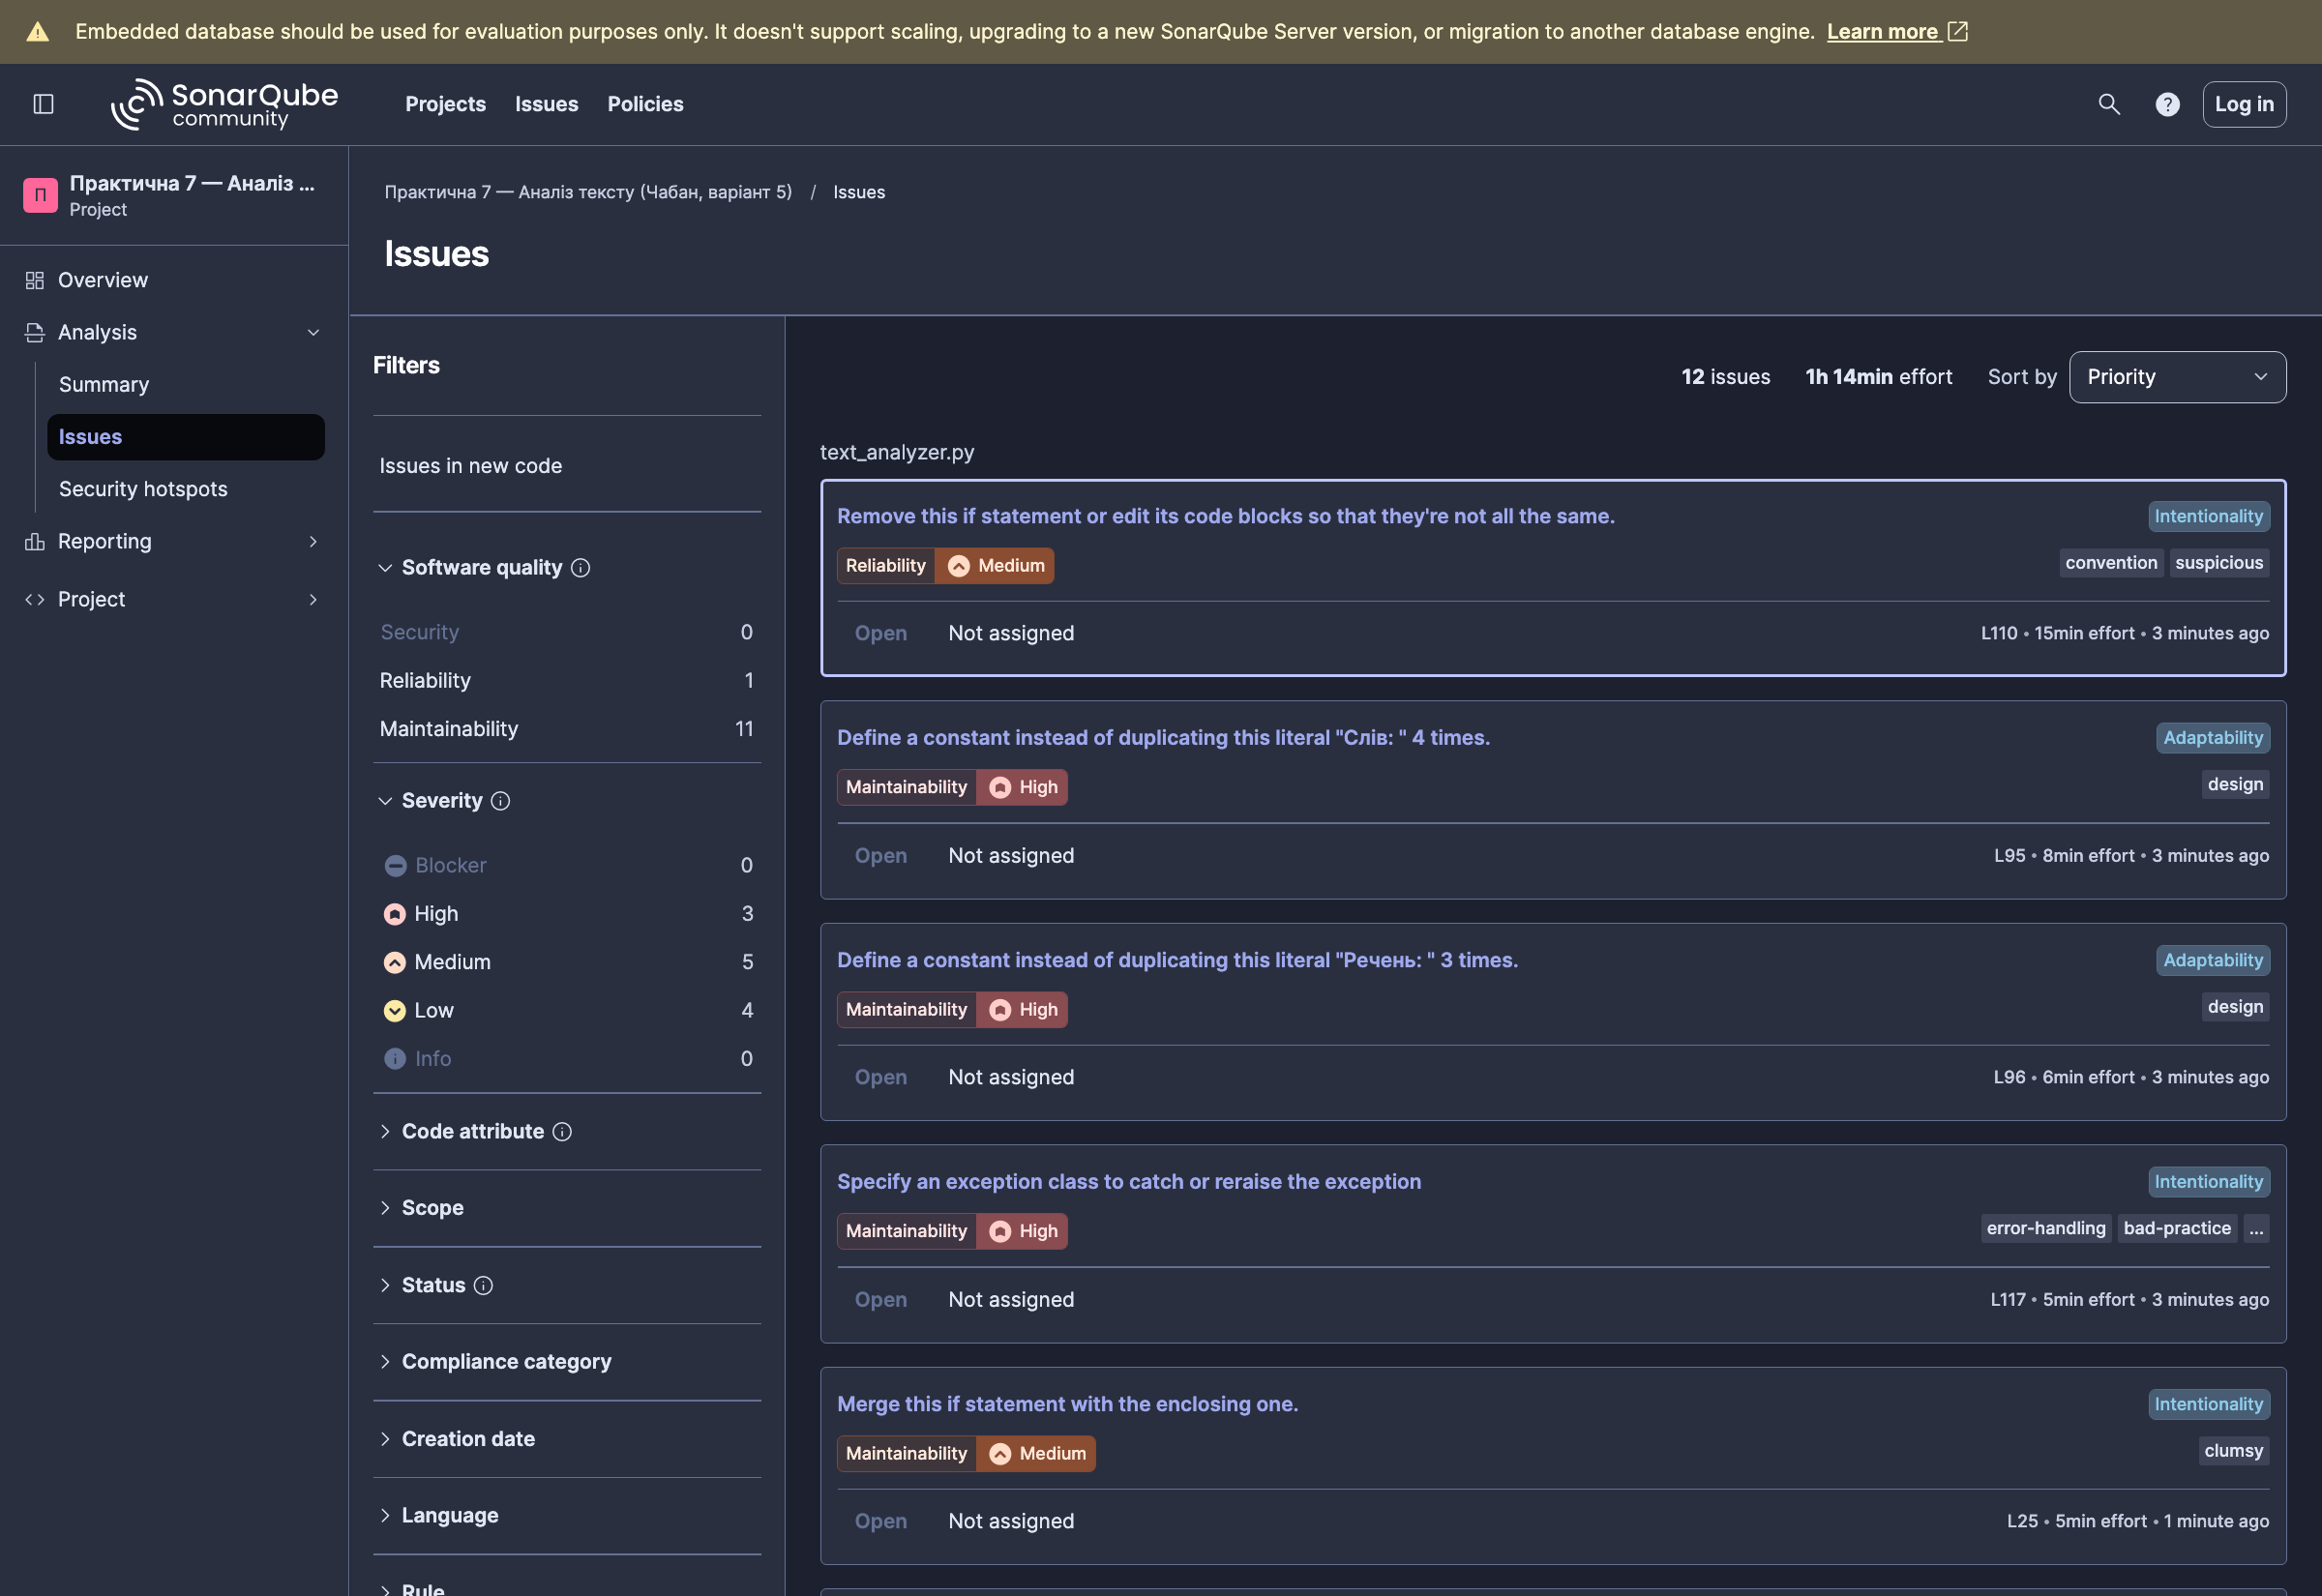 Embedded database should be used for evaluation purposes only. It doesn't support scaling, upgrading to a new SonarQube Server version, or migration to another database engine. Learn more
SonarQube community
Projects
Issues
Policies
?
Log in
П
Практична 7 — Аналіз ...
Project
Overview
Analysis
Summary
Issues
Security hotspots
Reporting
Project
Практична 7 — Аналіз тексту (Чабан, варіант 5) / Issues
Issues
Filters
Issues in new code
Software quality
Security 0
Reliability 1
Maintainability 11
Severity
Blocker 0
High 3
Medium 5
Low 4
Info 0
Code attribute
Scope
Status
Compliance category
Creation date
Language
Rule
12 issues 1h 14min effort Sort by Priority
text_analyzer.py
Remove this if statement or edit its code blocks so that they're not all the same. Intentionality
Reliability Medium convention suspicious
Open Not assigned L110 • 15min effort • 3 minutes ago
Define a constant instead of duplicating this literal "Слів: " 4 times. Adaptability
Maintainability High design
Open Not assigned L95 • 8min effort • 3 minutes ago
Define a constant instead of duplicating this literal "Речень: " 3 times. Adaptability
Maintainability High design
Open Not assigned L96 • 6min effort • 3 minutes ago
Specify an exception class to catch or reraise the exception Intentionality
Maintainability High error-handling bad-practice ...
Open Not assigned L117 • 5min effort • 3 minutes ago
Merge this if statement with the enclosing one. Intentionality
Maintainability Medium clumsy
Open Not assigned L25 • 5min effort • 1 minute ago